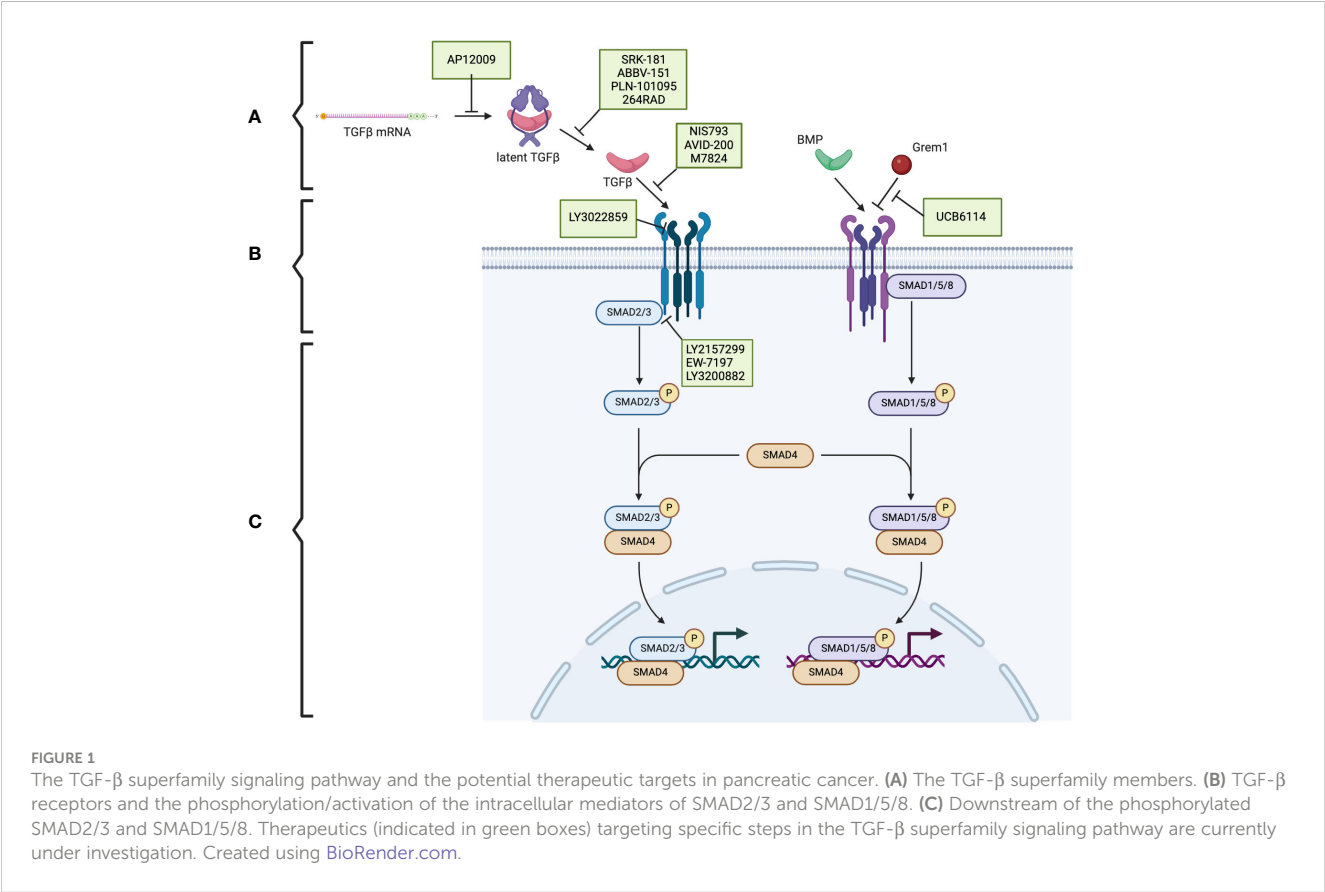 A
AP12009
SRK-181
ABBV-151
PLN-101095
264RAD
TGFβ mRNA
latent TGFβ
NIS793
AVID-200
M7824
TGFβ
BMP
Grem1
B
LY3022859
UCB6114
SMAD1/5/8
SMAD2/3
LY2157299
EW-7197
LY3200882
C
SMAD2/3
P
SMAD1/5/8
P
SMAD4
SMAD2/3
P
SMAD4
SMAD1/5/8
P
SMAD4
SMAD2/3
P
SMAD4
SMAD1/5/8
P
SMAD4
FIGURE 1
The TGF-β superfamily signaling pathway and the potential therapeutic targets in pancreatic cancer. (A) The TGF-β superfamily members. (B) TGF-β
receptors and the phosphorylation/activation of the intracellular mediators of SMAD2/3 and SMAD1/5/8. (C) Downstream of the phosphorylated
SMAD2/3 and SMAD1/5/8. Therapeutics (indicated in green boxes) targeting specific steps in the TGF-β superfamily signaling pathway are currently
under investigation. Created using BioRender.com.